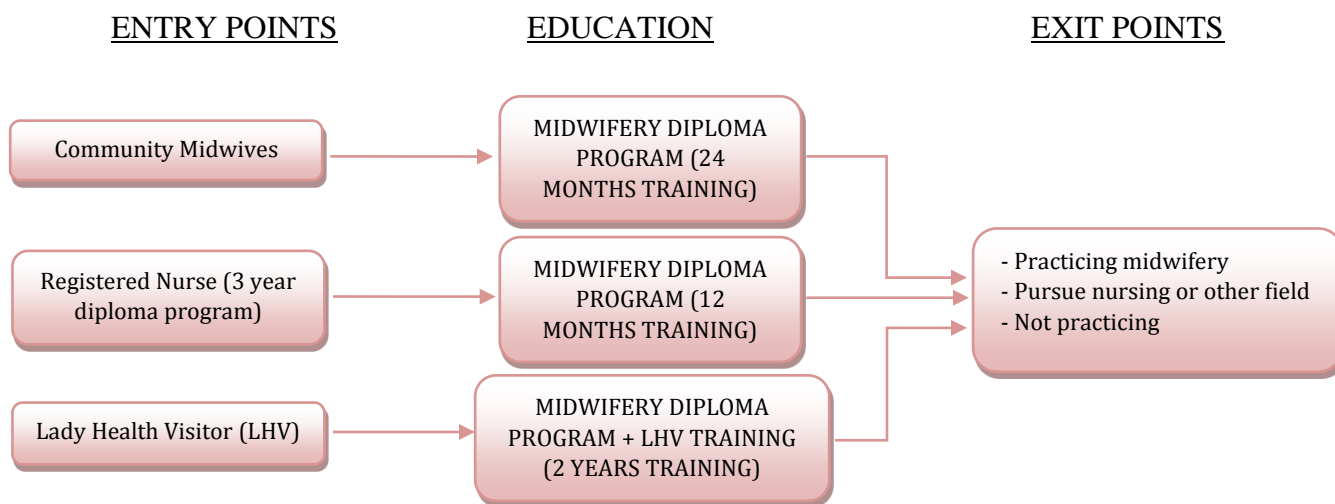 ENTRY POINTS
EDUCATION
EXIT POINTS
Community Midwives
MIDWIFERY DIPLOMA
PROGRAM (24
MONTHS TRAINING)
Registered Nurse (3 year
diploma program)
MIDWIFERY DIPLOMA
PROGRAM (12
MONTHS TRAINING)
Lady Health Visitor (LHV)
MIDWIFERY DIPLOMA
PROGRAM + LHV TRAINING
(2 YEARS TRAINING)
- Practicing midwifery
- Pursue nursing or other field
- Not practicing